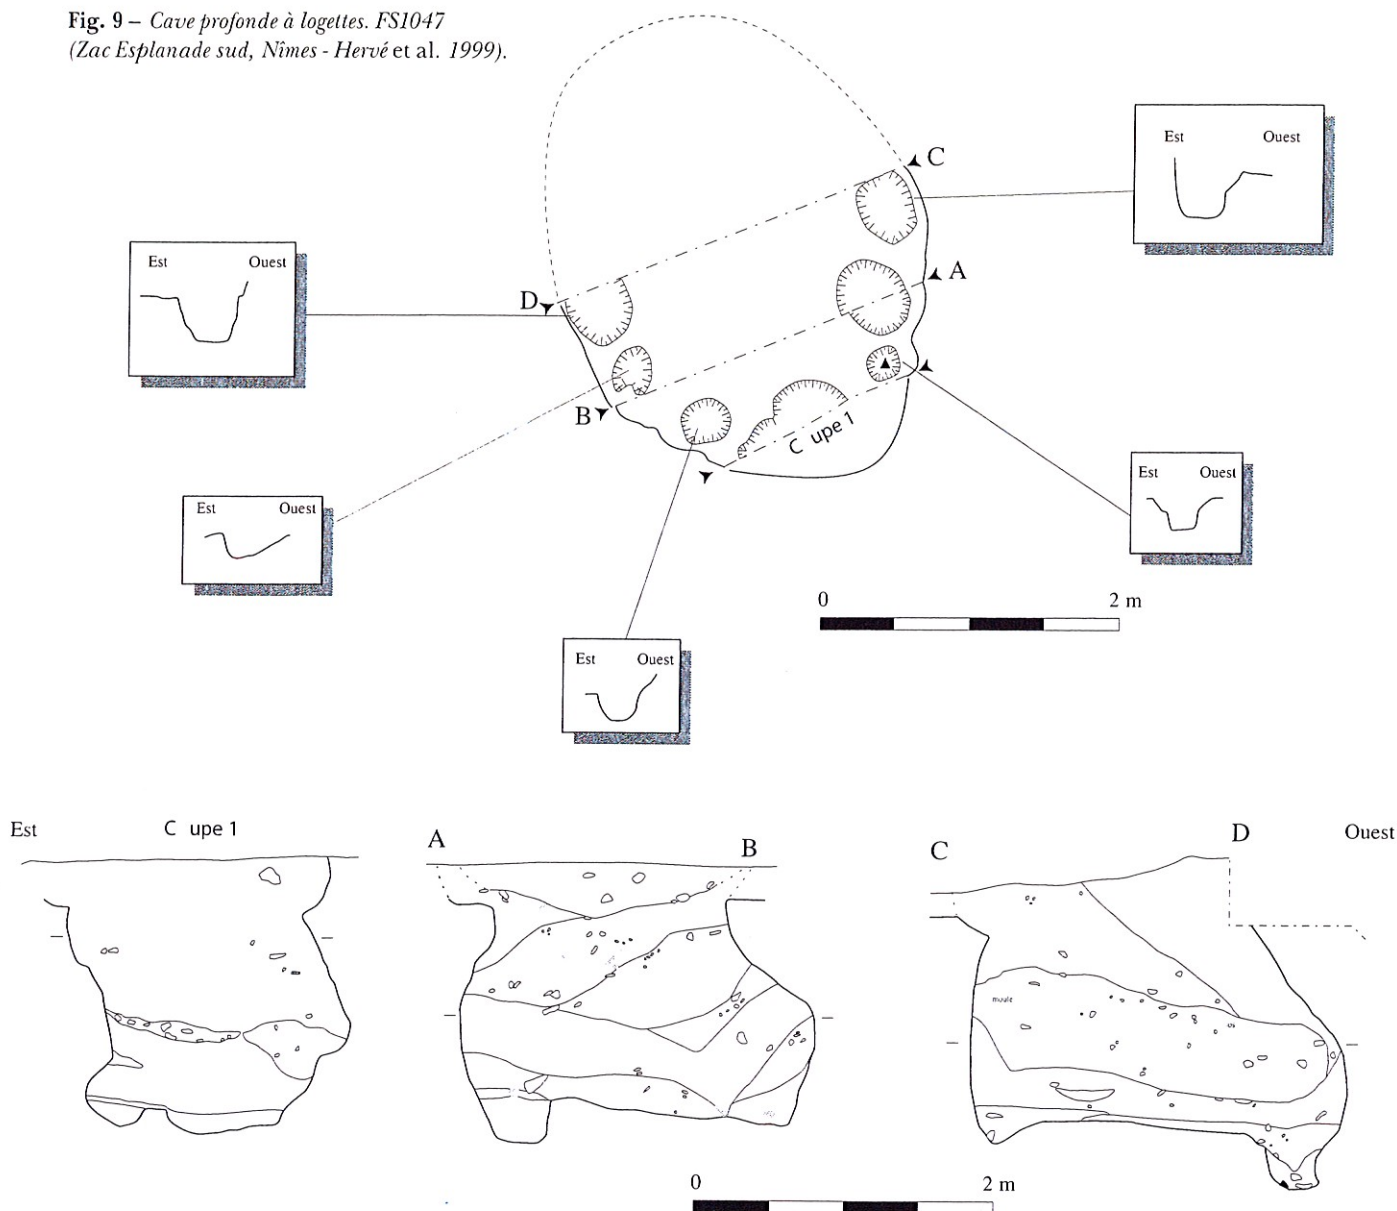 Fig. 9 – Cave profonde à logettes. FS1047
(Zac Esplanade sud, Nîmes - Hervé et al. 1999).
C
Est Ouest
A
Est Ouest
D
B
C upe 1
Est Ouest
Est Ouest
0 2 m
Est Ouest
Est C upe 1
A B
C D Ouest
0 2 m